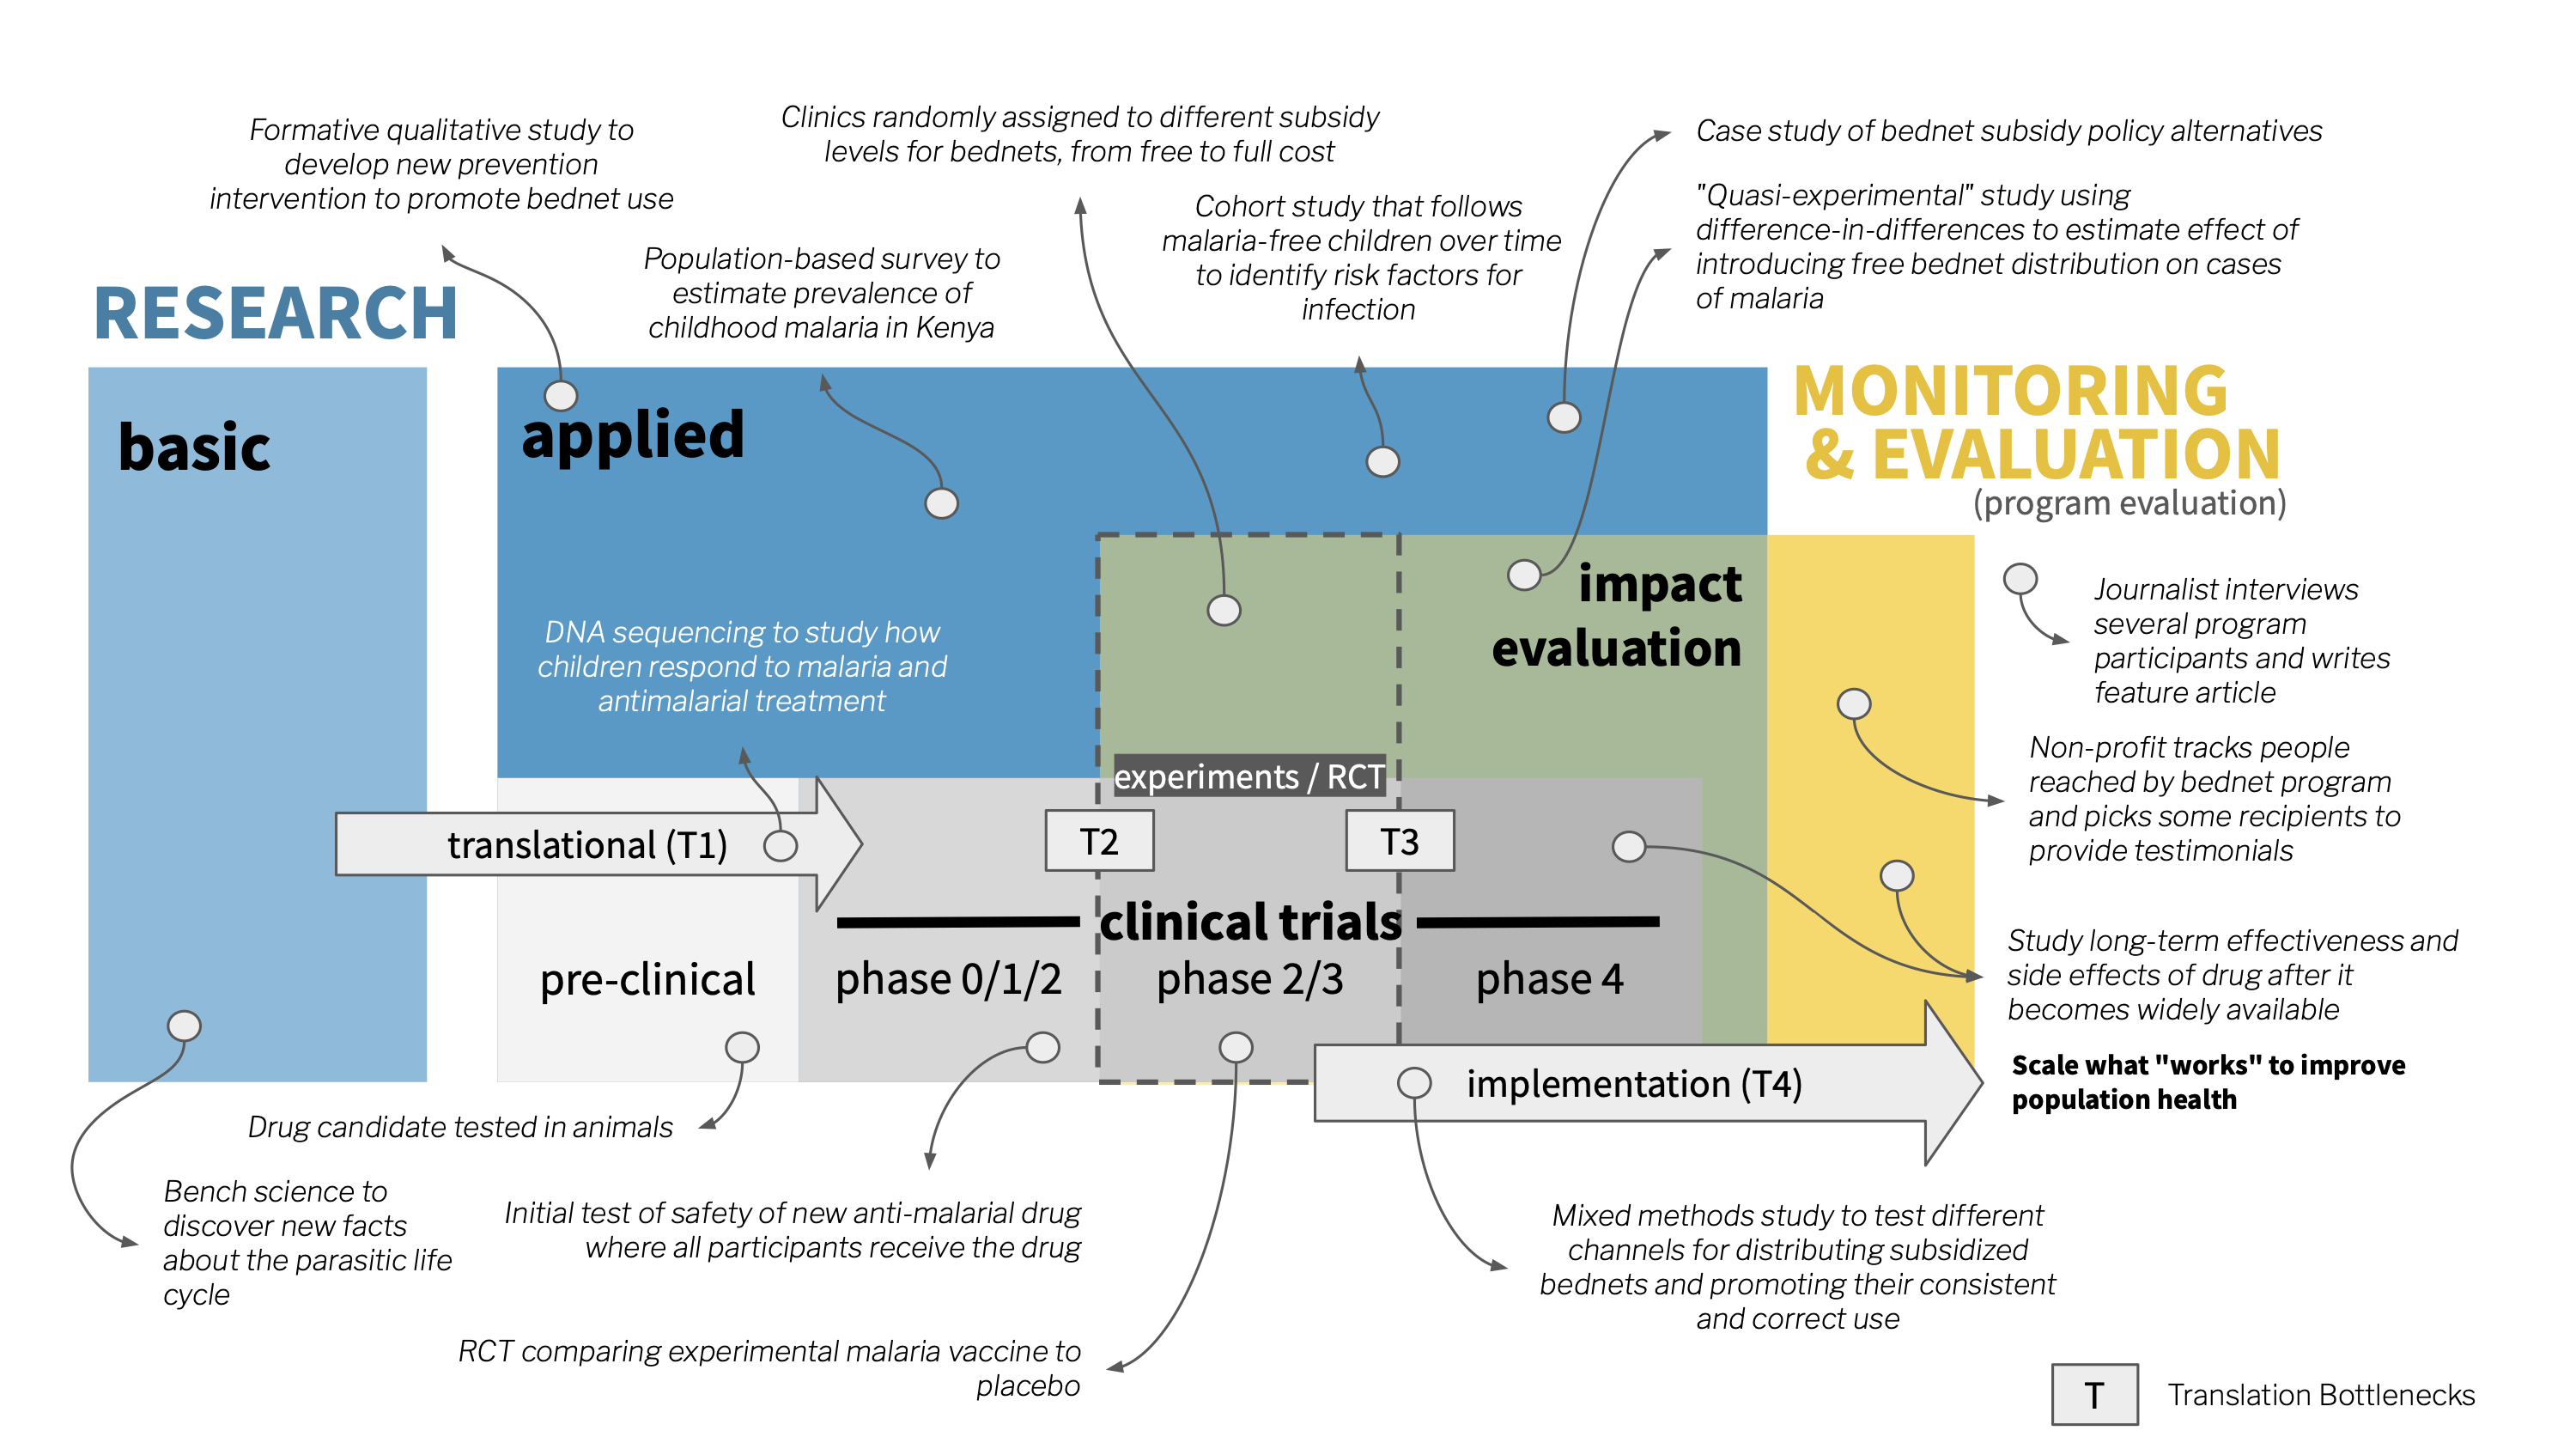 Formative qualitative study to
develop new prevention
intervention to promote bednet use
Clinics randomly assigned to different subsidy
levels for bednets, from free to full cost
Case study of bednet subsidy policy alternatives
Population-based survey to
estimate prevalence of
childhood malaria in Kenya
Cohort study that follows
malaria-free children over time
to identify risk factors for
infection
"Quasi-experimental" study using
difference-in-differences to estimate effect of
introducing free bednet distribution on cases
of malaria
RESEARCH
MONITORING
& EVALUATION
(program evaluation)
basic
applied
impact
evaluation
DNA sequencing to study how
children respond to malaria and
antimalarial treatment
Journalist interviews
several program
participants and writes
feature article
Non-profit tracks people
reached by bednet program
and picks some recipients to
provide testimonials
experiments / RCT
translational (T1)
T2
T3
clinical trials
pre-clinical
phase 0/1/2
phase 2/3
phase 4
Study long-term effectiveness and
side effects of drug after it
becomes widely available
implementation (T4)
Scale what "works" to improve
population health
Drug candidate tested in animals
Bench science to
discover new facts
about the parasitic life
cycle
Initial test of safety of new anti-malarial drug
where all participants receive the drug
Mixed methods study to test different
channels for distributing subsidized
bednets and promoting their consistent
and correct use
RCT comparing experimental malaria vaccine to
placebo
T
Translation Bottlenecks